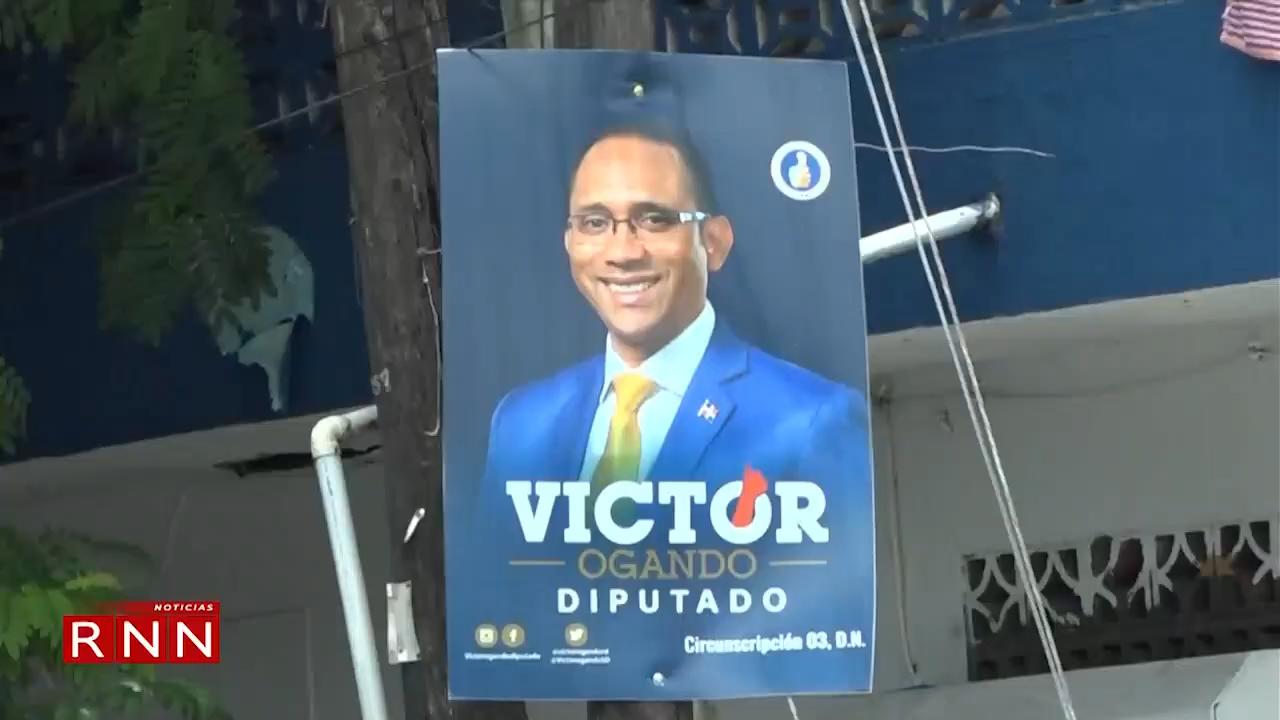 VICTOR
OGANDO
DIPUTADO
Circunscripción 03, D.N.
NOTICIAS
RNN